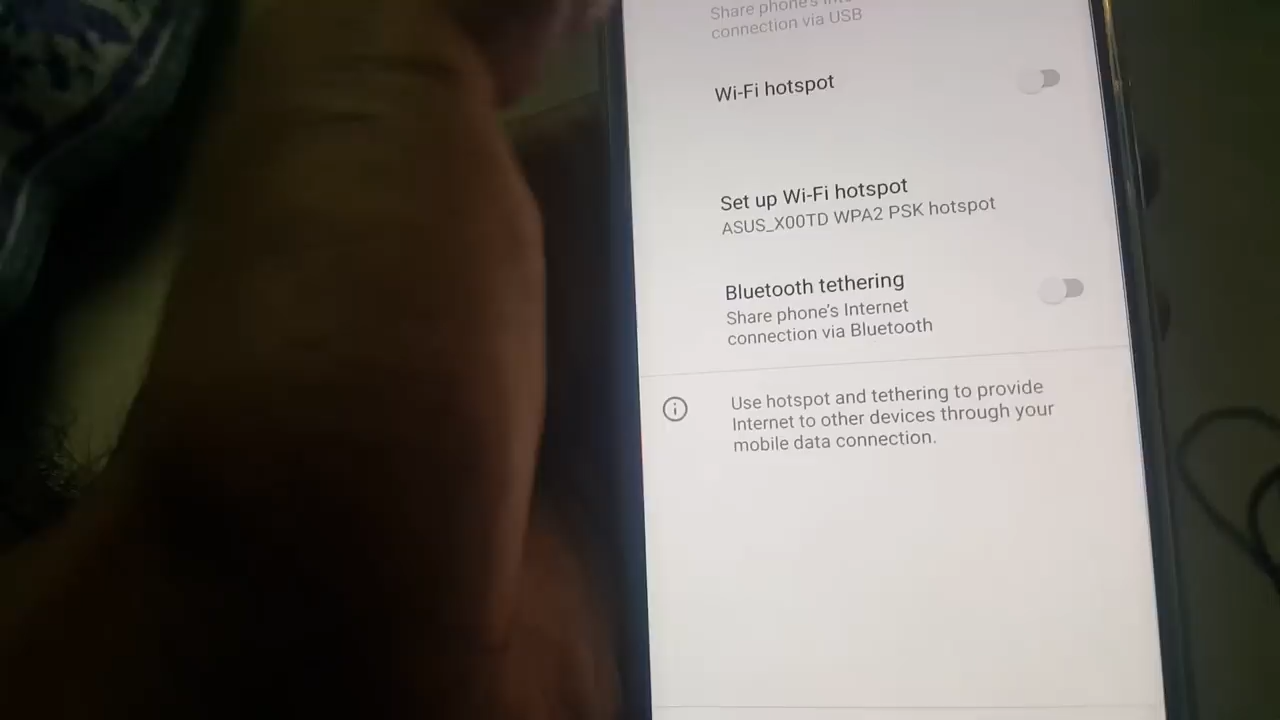 Share phone's
connection via USB
Wi-Fi hotspot
Set up Wi-Fi hotspot
ASUS_X00TD WPA2 PSK hotspot
Bluetooth tethering
Share phone's Internet
connection via Bluetooth
Use hotspot and tethering to provide
Internet to other devices through your
mobile data connection.